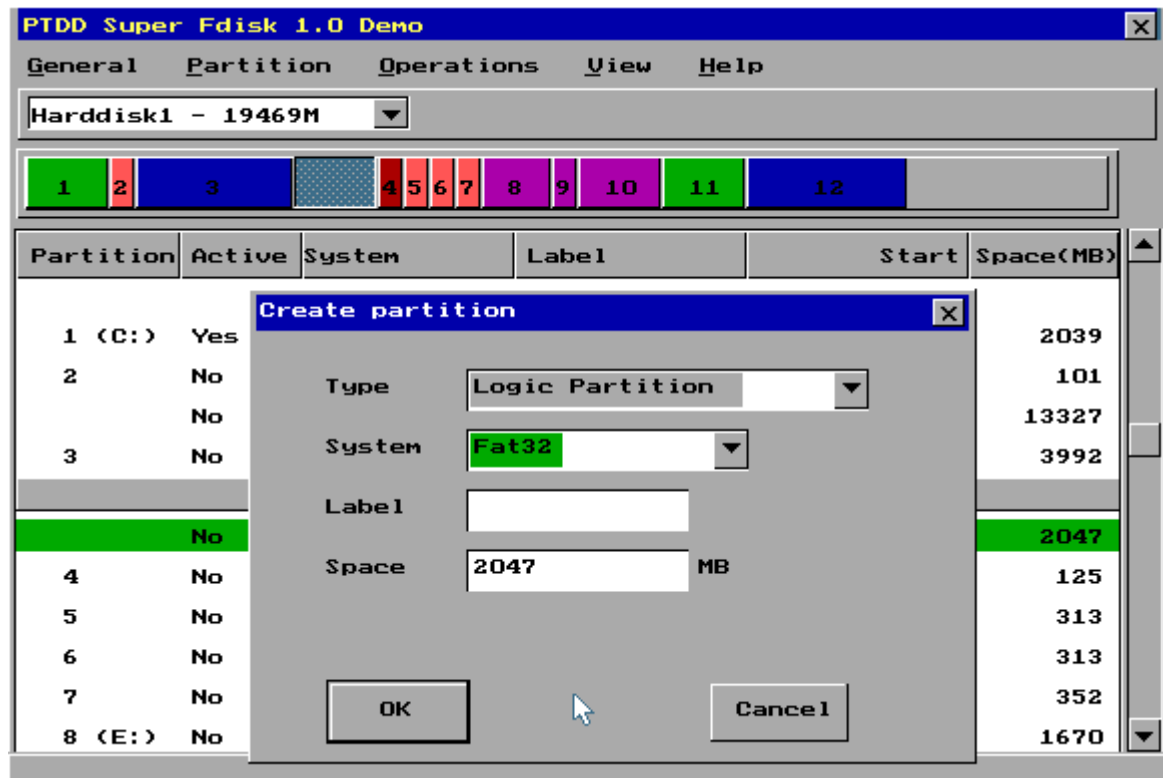 PTDD Super Fdisk 1.0 Demo
General Partition Operations View Help
Harddisk1 - 19469M
1 2 3 4 5 6 7 8 9 10 11 12
Partition Active System Label Start Space(MB)
Create partition
1 (C:) Yes 2039
2 No Type Logic Partition 101
No 13327
3 No System Fat32 3992
Label
No 2047
4 No Space 2047 MB 125
5 No 313
6 No 313
7 No OK Cancel 352
8 (E:) No 1670